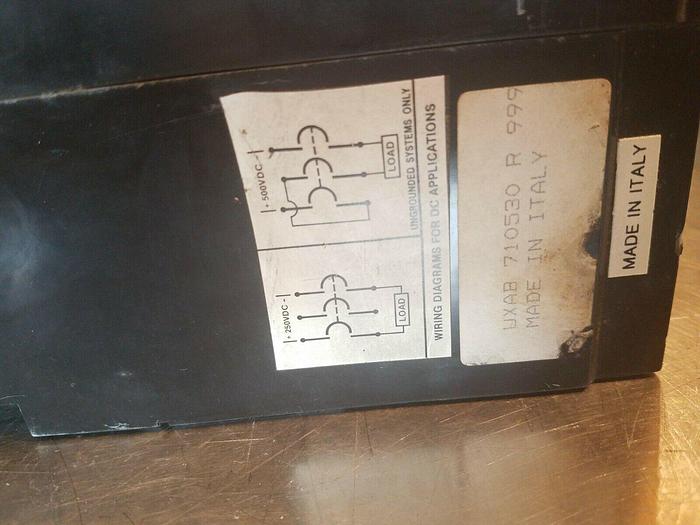 + 250VDC -
LOAD
+ 500VDC -
LOAD
UNGROUNDED SYSTEMS ONLY
WIRING DIAGRAMS FOR DC APPLICATIONS
UXAB 710530 R 999
MADE IN ITALY
MADE IN ITALY